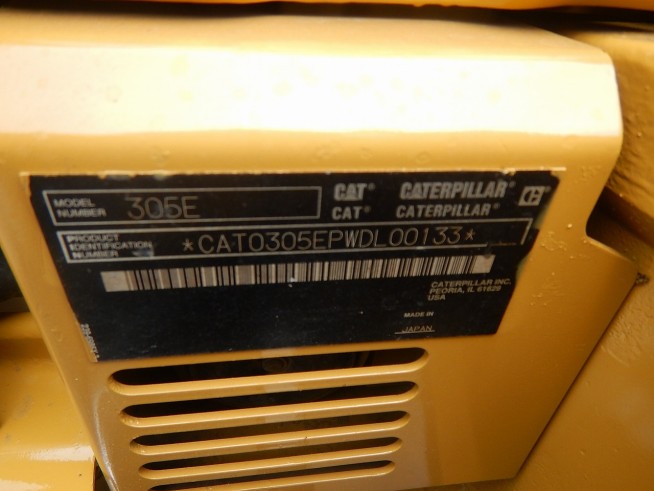 MODEL NUMBER 305E
CAT® CATERPILLAR®
CAT® CATERPILLAR®
PRODUCT IDENTIFICATION NUMBER *CAT0305EPWDL00133*
CATERPILLAR INC.
PEORIA, IL 61629
USA
MADE IN
JAPAN